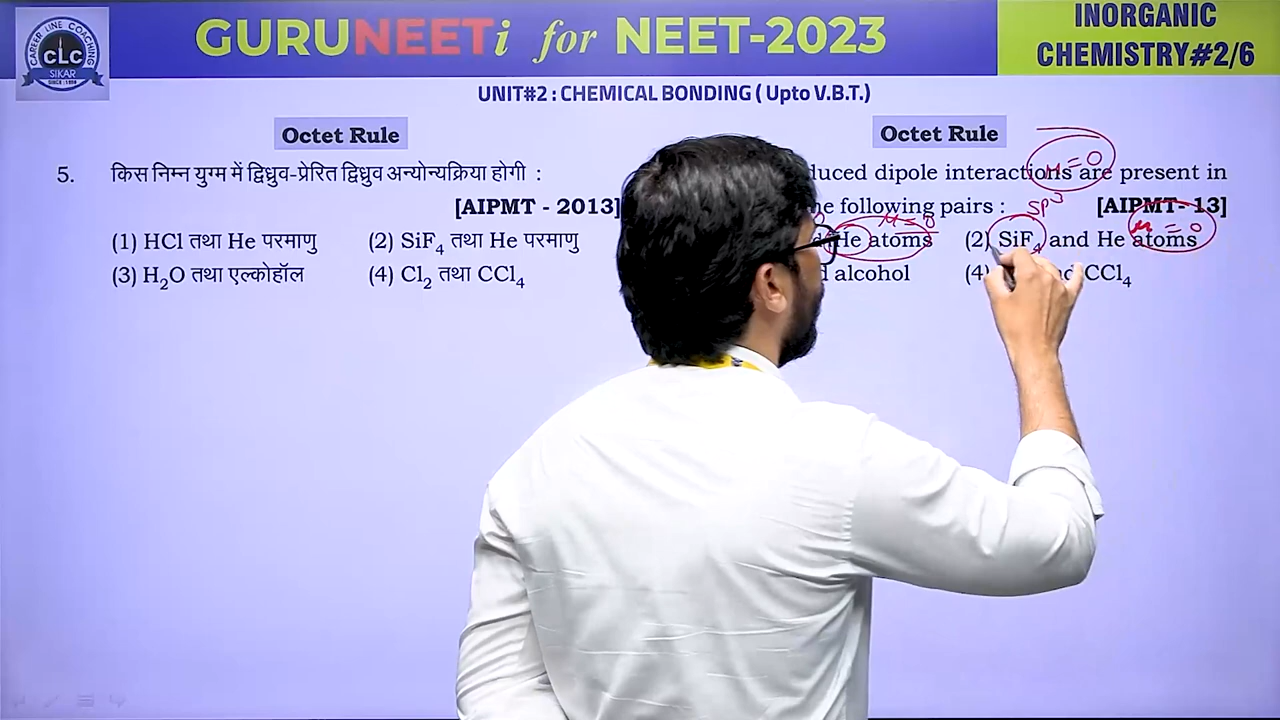 CAREER LINE COACHING
CLC
SIKAR
SINCE : 1996
GURUNEETi for NEET-2023
INORGANIC
CHEMISTRY#2/6
UNIT#2 : CHEMICAL BONDING ( Upto V.B.T.)
Octet Rule
5. किस निम्न युग्म में द्विध्रुव-प्रेरित द्विध्रुव अन्योन्यक्रिया होगी :
[AIPMT - 2013]
(1) HCl तथा He परमाणु (2) SiF₄ तथा He परमाणु
(3) H₂O तथा एल्कोहॉल (4) Cl₂ तथा CCl₄
Octet Rule
duced dipole interactions are present in
μ = 0
following pairs : [AIPMT- 13]
sp³
He atoms (2) SiF₄ and He atoms
μ = 0
μ = 0
alcohol (4) CCl₄